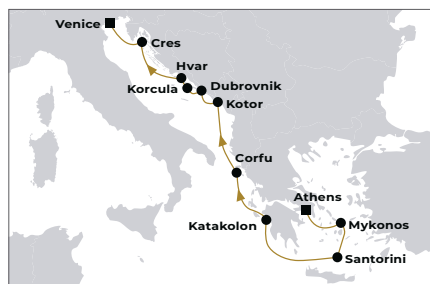 Venice
Cres
Hvar
Korcula
Dubrovnik
Kotor
Corfu
Athens
Katakolon
Mykonos
Santorini